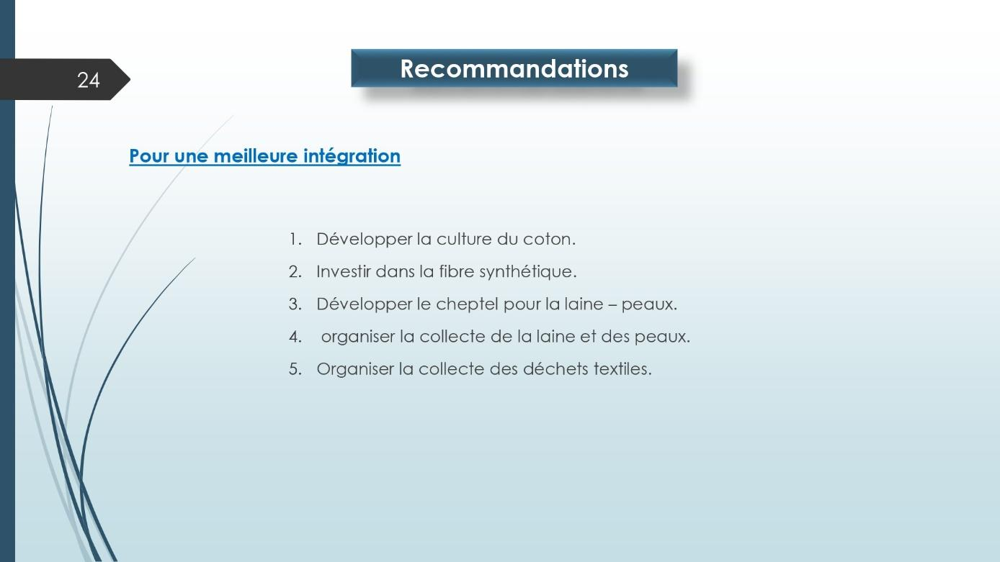 24
Recommandations
Pour une meilleure intégration
1. Développer la culture du coton.
2. Investir dans la fibre synthétique.
3. Développer le cheptel pour la laine – peaux.
4. organiser la collecte de la laine et des peaux.
5. Organiser la collecte des déchets textiles.